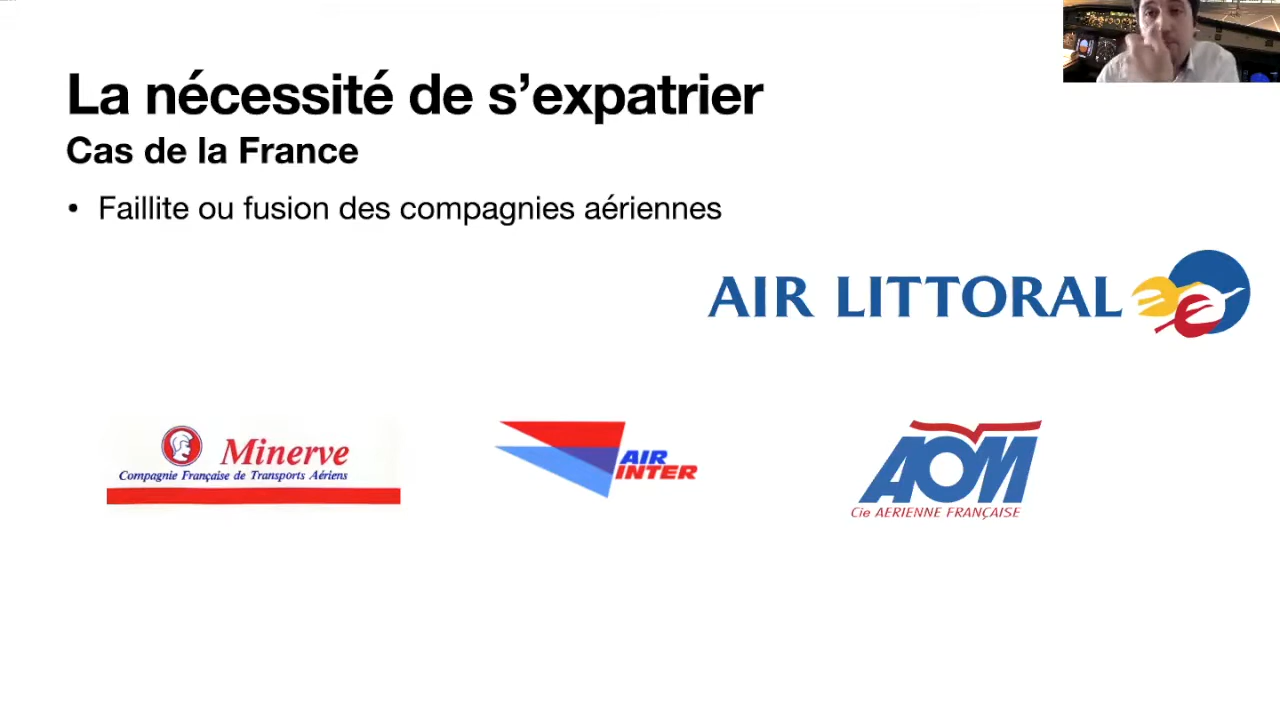 La nécessité de s’expatrier
Cas de la France
• Faillite ou fusion des compagnies aériennes
AIR LITTORAL
Minerve
Compagnie Française de Transports Aériens
AIR
INTER
AOM
Cie AERIENNE FRANÇAISE